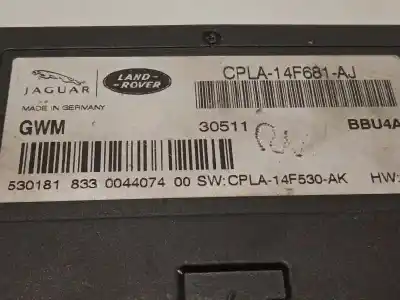 JAGUAR
LAND-ROVER
CPLA-14F681-AJ
MADE IN GERMANY
GWM 30511 BBU4A
530181 833 0044074 00 SW:CPLA-14F530-AK HW: